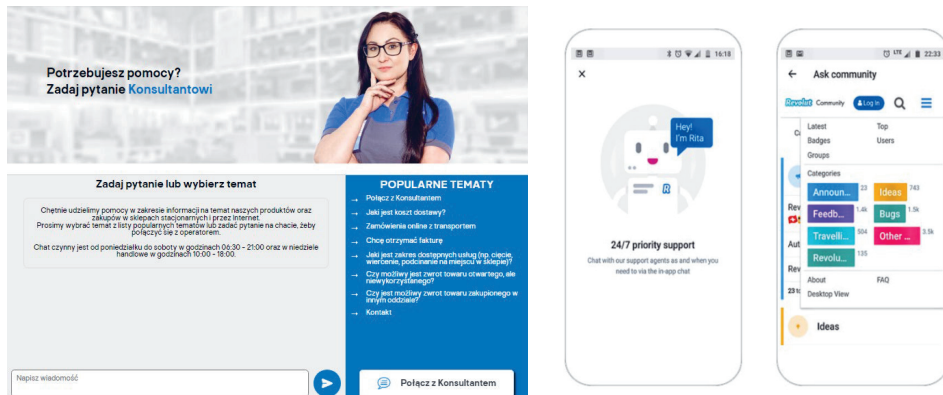 Potrzebujesz pomocy?
Zadaj pytanie Konsultantowi
Zadaj pytanie lub wybierz temat
Chętnie udzielimy pomocy w zakresie informacji na temat naszych produktów oraz
zakupów w sklepach stacjonarnych i przez Internet.
Prosimy wybrać temat z listy popularnych tematów lub zadać pytanie na chacie, żeby
połączyć się z operatorem.
Chat czynny jest od poniedziałku do soboty w godzinach 06:30 - 21:00 oraz w niedziele
handlowe w godzinach 10:00 - 18:00.
Napisz wiadomość
POPULARNE TEMATY
→ Połącz z Konsultantem
→ Jaki jest koszt dostawy?
→ Zamówienia online z transportem
→ Chcę otrzymać fakturę
→ Jaki jest zakres dostępnych usług (np. cięcie,
wiercenie, podcinanie na miejscu w sklepie)?
→ Czy możliwy jest zwrot towaru otwartego, ale
niewykorzystanego?
→ Czy jest możliwy zwrot towaru zakupionego w
innym oddziale?
→ Kontakt
Połącz z Konsultantem
16:18
Hey!
I'm Rita
R
24/7 priority support
Chat with our support agents as and when you
need to via the in-app chat
LTE 22:33
Ask community
Revolut Community Log In
Latest Top
Badges Users
Groups
Categories
Announ... 23 Ideas 743
Feedb... 1.4k Bugs 1.5k
Travelli... 504 Other ... 3.5k
Revolu... 135
About FAQ
Desktop View
Rev
Aut
Rev
23 to
Ideas